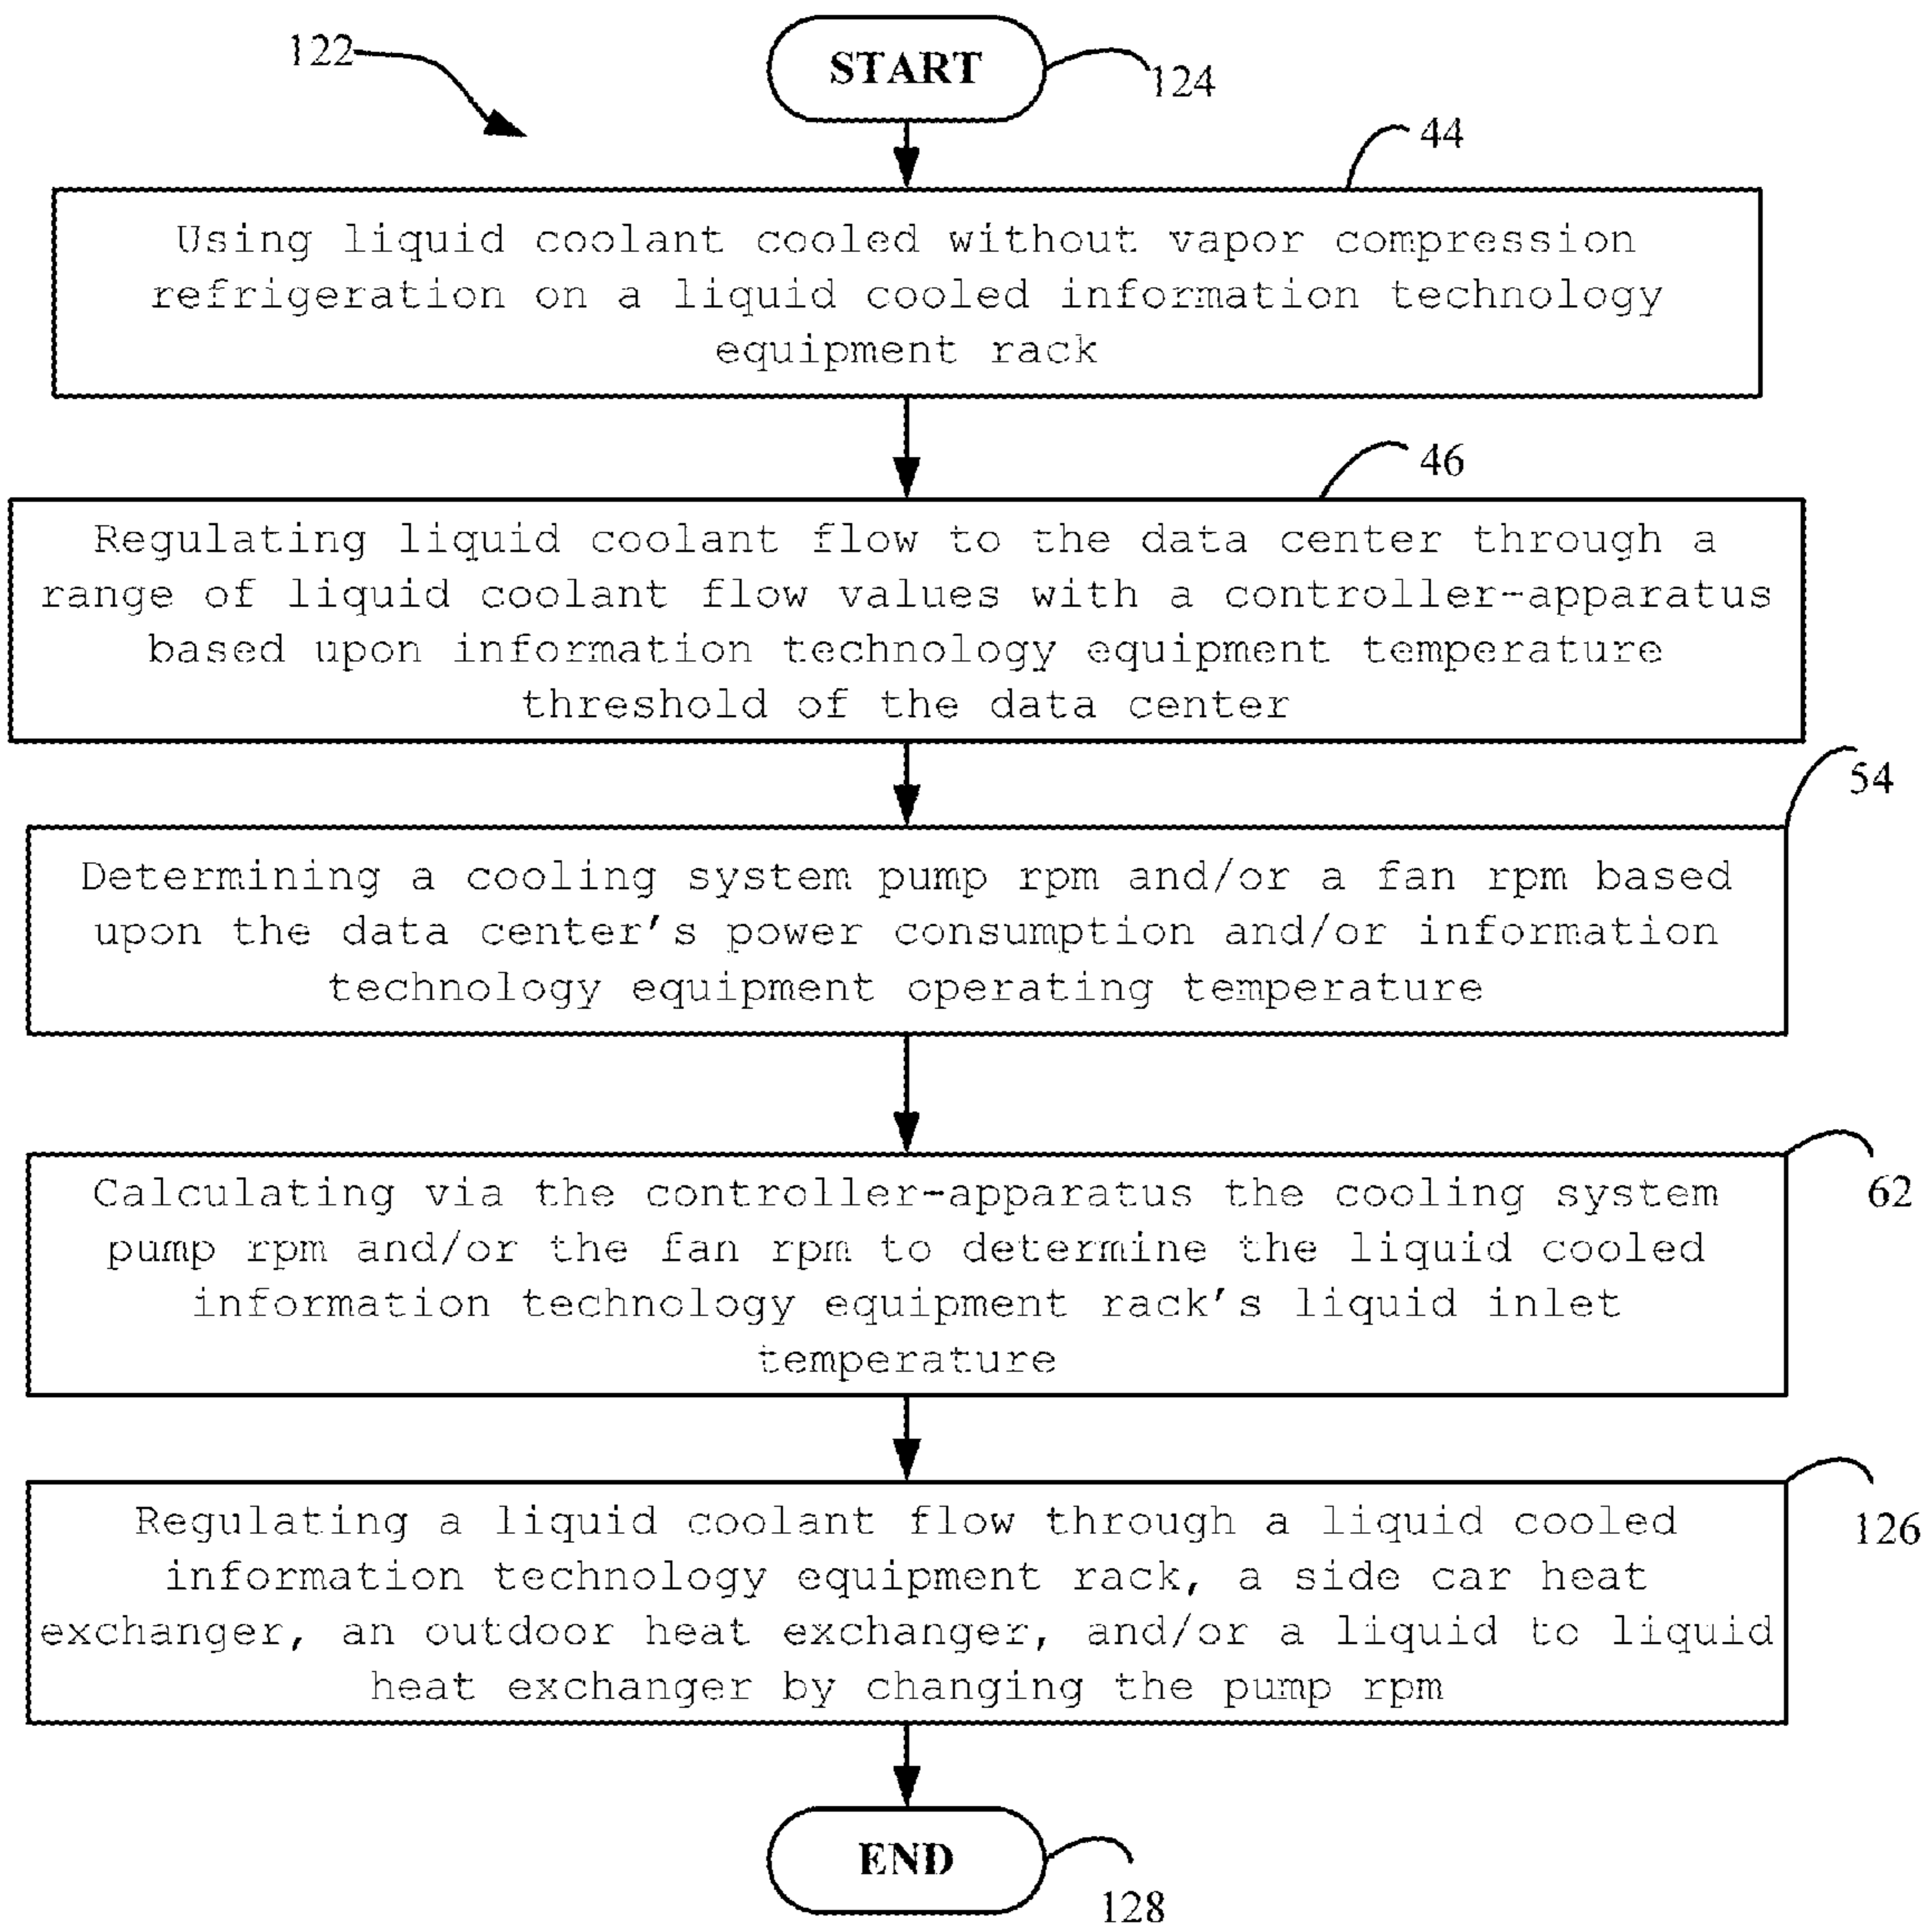 122
START
124
44
Using liquid coolant cooled without vapor compression
refrigeration on a liquid cooled information technology
equipment rack
46
Regulating liquid coolant flow to the data center through a
range of liquid coolant flow values with a controller-apparatus
based upon information technology equipment temperature
threshold of the data center
54
Determining a cooling system pump rpm and/or a fan rpm based
upon the data center's power consumption and/or information
technology equipment operating temperature
62
Calculating via the controller-apparatus the cooling system
pump rpm and/or the fan rpm to determine the liquid cooled
information technology equipment rack's liquid inlet
temperature
126
Regulating a liquid coolant flow through a liquid cooled
information technology equipment rack, a side car heat
exchanger, an outdoor heat exchanger, and/or a liquid to liquid
heat exchanger by changing the pump rpm
END
128